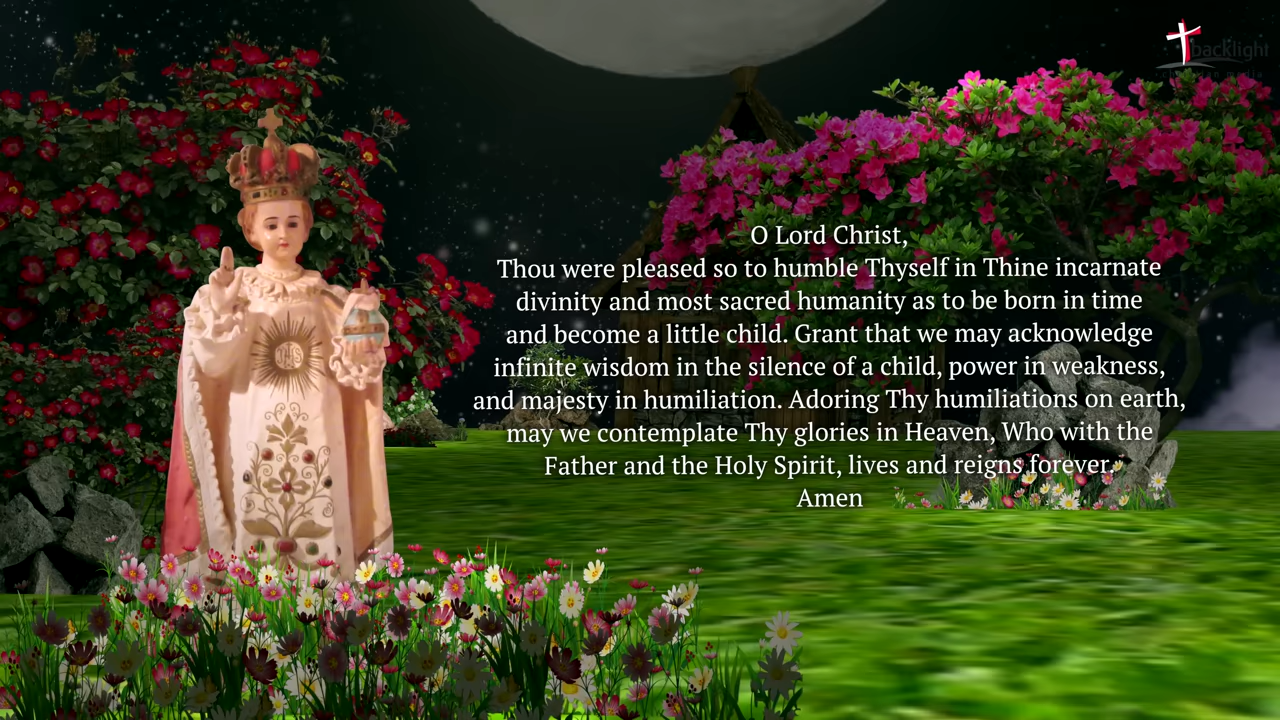 backlight
O Lord Christ,
Thou were pleased so to humble Thyself in Thine incarnate
divinity and most sacred humanity as to be born in time
and become a little child. Grant that we may acknowledge
infinite wisdom in the silence of a child, power in weakness,
and majesty in humiliation. Adoring Thy humiliations on earth,
may we contemplate Thy glories in Heaven, Who with the
Father and the Holy Spirit, lives and reigns forever.
Amen